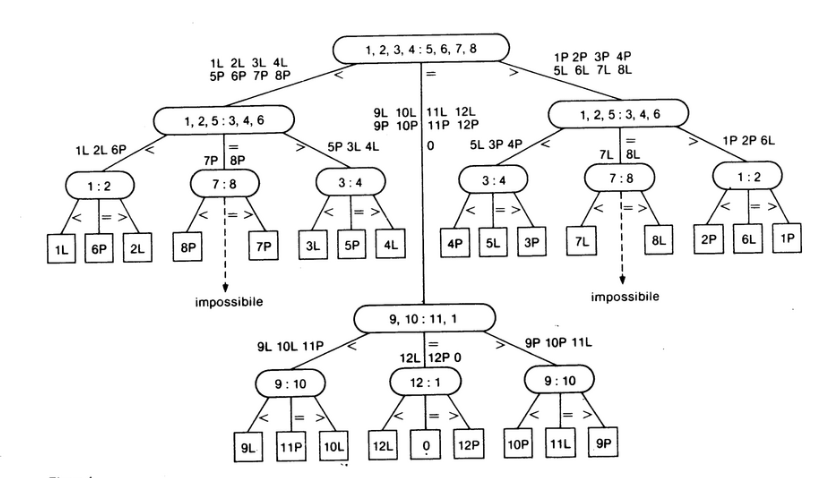 1, 2, 3, 4 : 5, 6, 7, 8
1L 2L 3L 4L
5P 6P 7P 8P
<
=
>
1P 2P 3P 4P
5L 6L 7L 8L
9L 10L 11L 12L
9P 10P 11P 12P
0
1, 2, 5 : 3, 4, 6
1, 2, 5 : 3, 4, 6
1L 2L 6P
<
=
7P 8P
>
5P 3L 4L
5L 3P 4P
<
=
7L 8L
>
1P 2P 6L
1 : 2
7 : 8
3 : 4
3 : 4
7 : 8
1 : 2
< = >
< = >
< = >
< = >
< = >
< = >
1L 6P 2L
8P 7P
3L 5P 4L
4P 5L 3P
7L 8L
2P 6L 1P
impossibile
impossibile
9, 10 : 11, 1
9L 10L 11P
<
=
12L 12P 0
>
9P 10P 11L
9 : 10
12 : 1
9 : 10
< = >
< = >
< = >
9L 11P 10L
12L 0 12P
10P 11L 9P